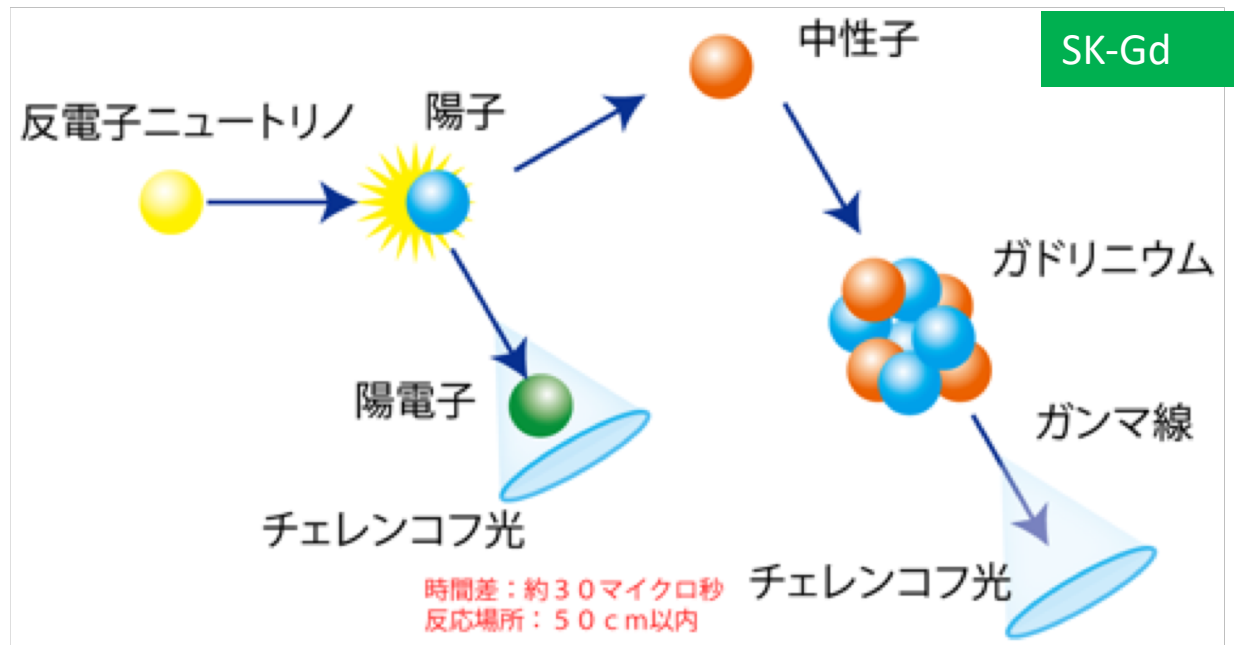 SK-Gd
中性子
陽子
反電子ニュートリノ
ガドリニウム
陽電子
ガンマ線
チェレンコフ光
チェレンコフ光
時間差：約３０マイクロ秒
反応場所：５０ｃｍ以内